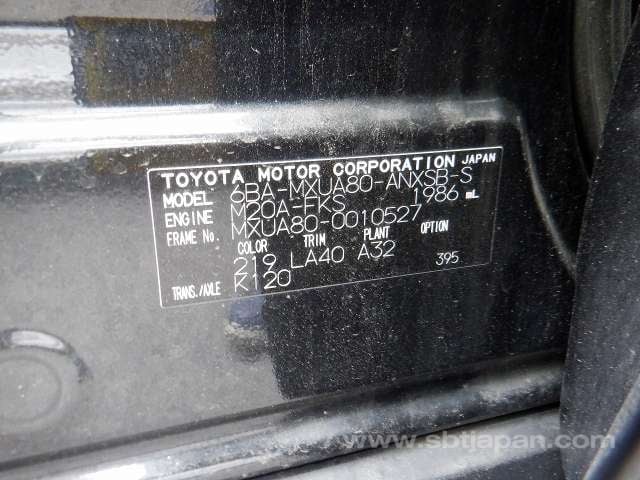 TOYOTA MOTOR CORPORATION JAPAN
MODEL 6BA-MXUA80-ANXSB-S
ENGINE M20A-FKS 1986 mL
FRAME No. MXUA80-0010527
COLOR TRIM PLANT OPTION
219 LA40 A32 395
TRANS./AXLE K120
www.sbtjapan.com